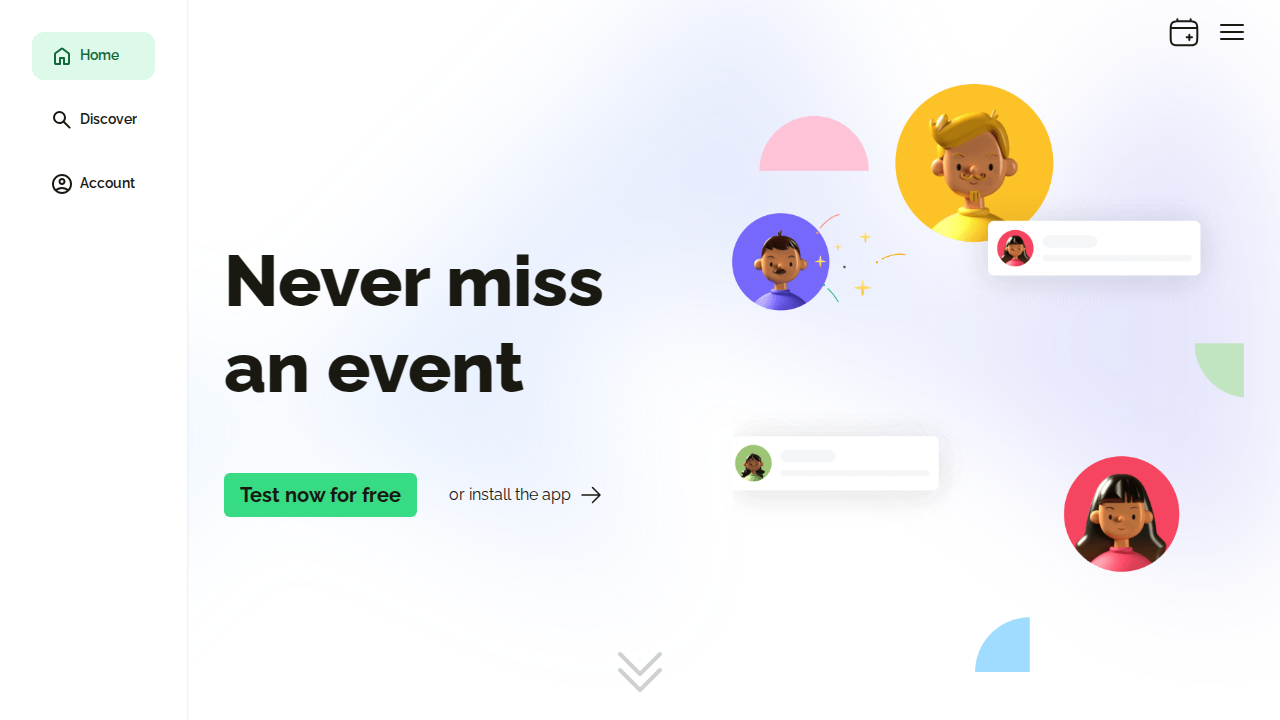 Home
Discover
Account
Never miss
an event
Test now for free
or install the app